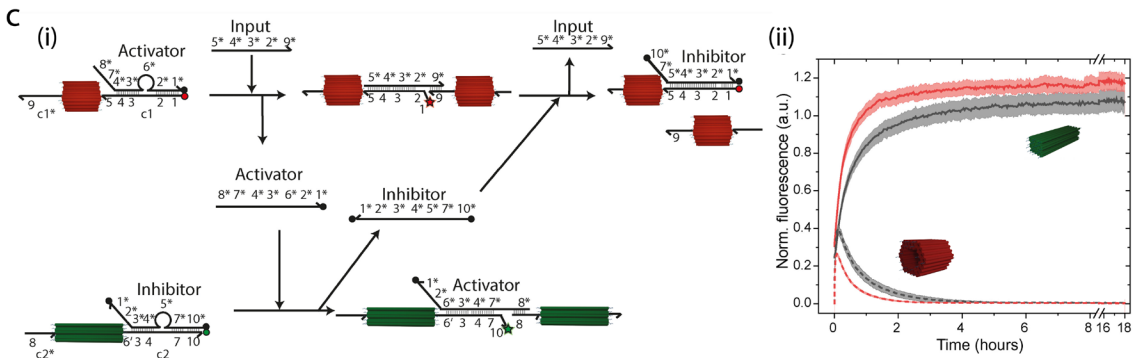 C
(i)
Activator
8*
7*
4* 3*
6*
2* 1*
9
5 4 3
2 1
c1*
c1
Input
5* 4* 3* 2* 9*
5* 4* 3* 2* 9*
5 4 3 2
9
1
Input
5* 4* 3* 2* 9*
Inhibitor
10*
7*
5*4* 3* 2* 1*
5 4 3 2 1
9
Activator
8* 7* 4* 3* 6* 2* 1*
Inhibitor
1* 2* 3* 4* 5* 7* 10*
Inhibitor
1*
2*
3*4*
5*
7* 10*
8
6' 3 4
7 10
c2*
c2
Activator
1*
2*
6* 3* 4* 7*
8*
6' 3 4 7
8
10
(ii)
Norm. fluorescence (a.u.)
1.2
1.0
0.8
0.6
0.4
0.2
0.0
0 2 4 6 8 16 18
Time (hours)